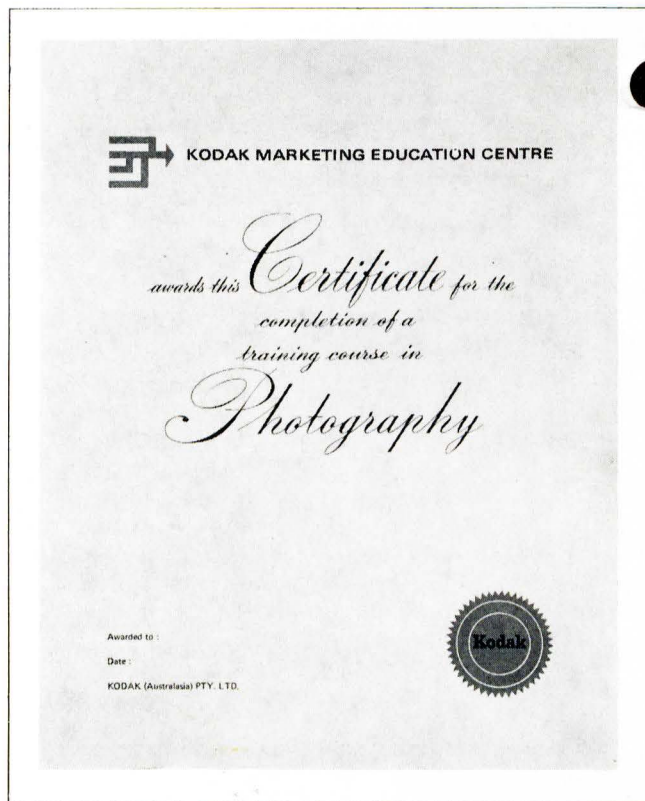 KODAK MARKETING EDUCATION CENTRE
awards this Certificate for the
completion of a
training course in
Photography
Awarded to :
Date :
KODAK (Australasia) PTY. LTD.
Kodak